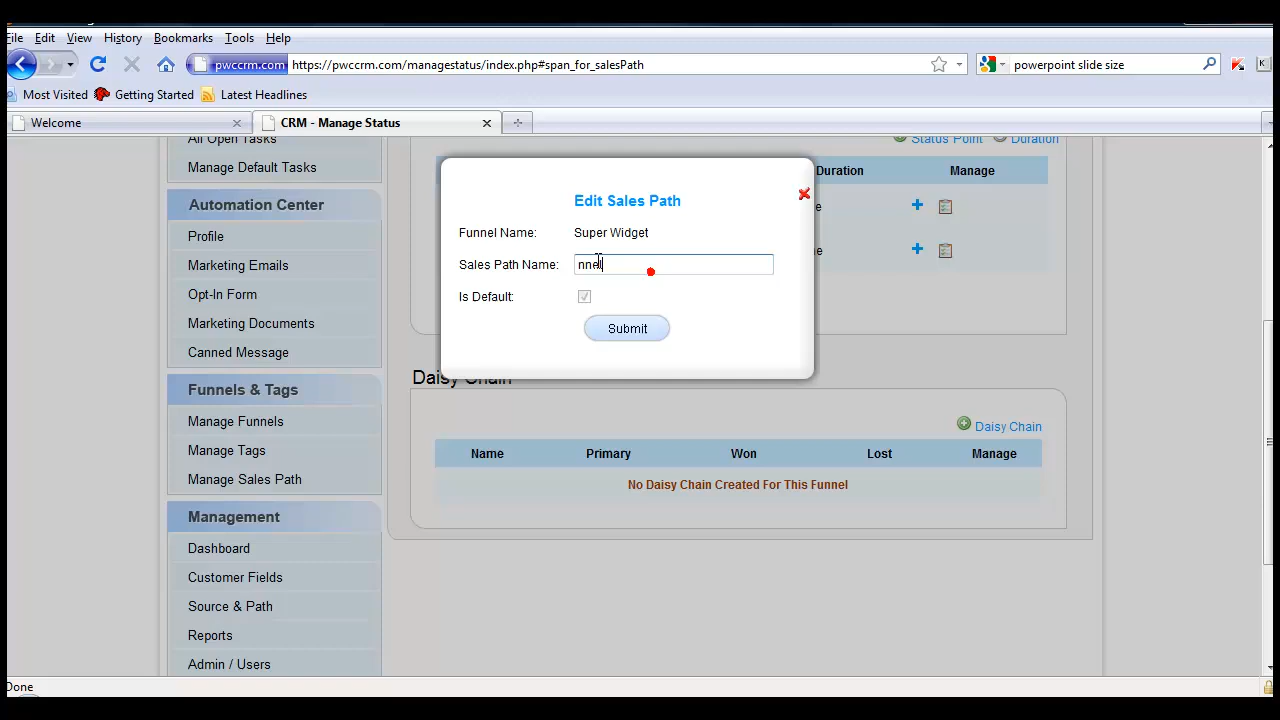 File Edit View History Bookmarks Tools Help
pwccrm.com https://pwccrm.com/managestatus/index.php#span_for_salesPath powerpoint slide size
Most Visited Getting Started Latest Headlines
Welcome CRM - Manage Status
All Open Tasks
Manage Default Tasks
Automation Center
Profile
Marketing Emails
Opt-In Form
Marketing Documents
Canned Message
Funnels & Tags
Manage Funnels
Manage Tags
Manage Sales Path
Management
Dashboard
Customer Fields
Source & Path
Reports
Admin / Users
Status Point Duration
Duration Manage
Edit Sales Path
Funnel Name: Super Widget
Sales Path Name: nnel
Is Default:
Submit
Daisy Chain
Daisy Chain
Name Primary Won Lost Manage
No Daisy Chain Created For This Funnel
Done